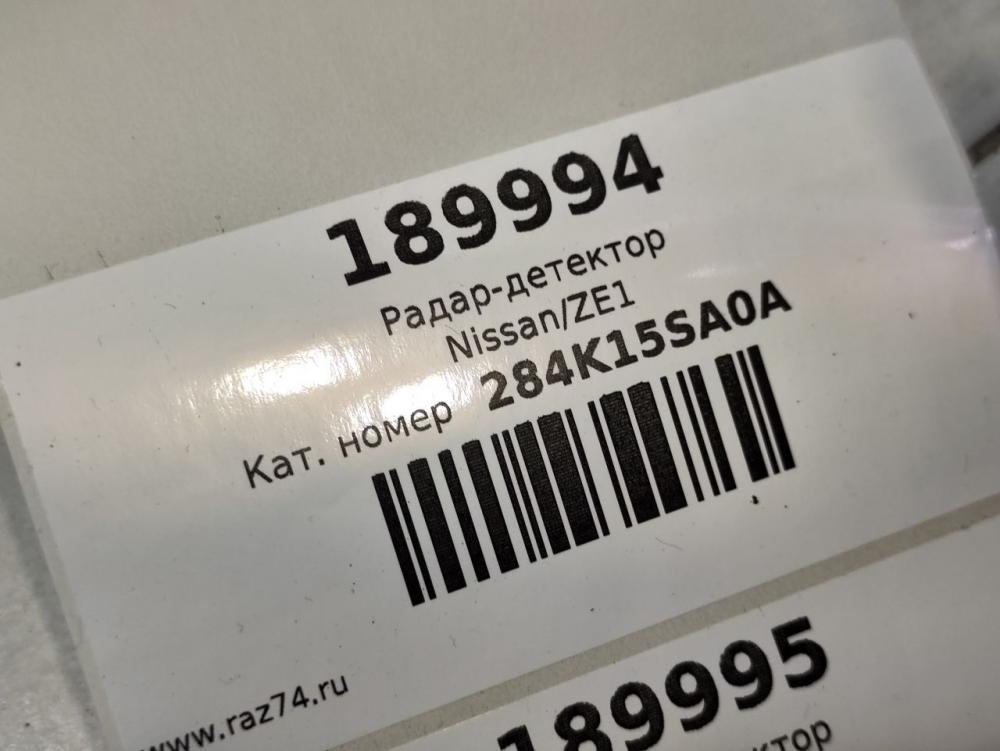 189994
Радар-детектор
Nissan/ZE1
Кат. номер 284K15SA0A
www.raz74.ru
189995